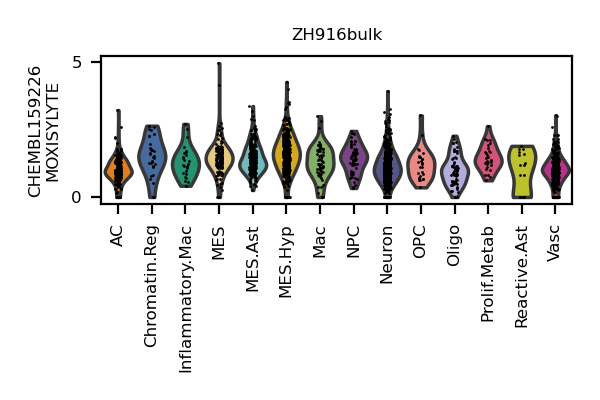 ZH916bulk
CHEMBL159226
MOXISYLYTE
5
0
AC
Chromatin.Reg
Inflammatory.Mac
MES
MES.Ast
MES.Hyp
Mac
NPC
Neuron
OPC
Oligo
Prolif.Metab
Reactive.Ast
Vasc